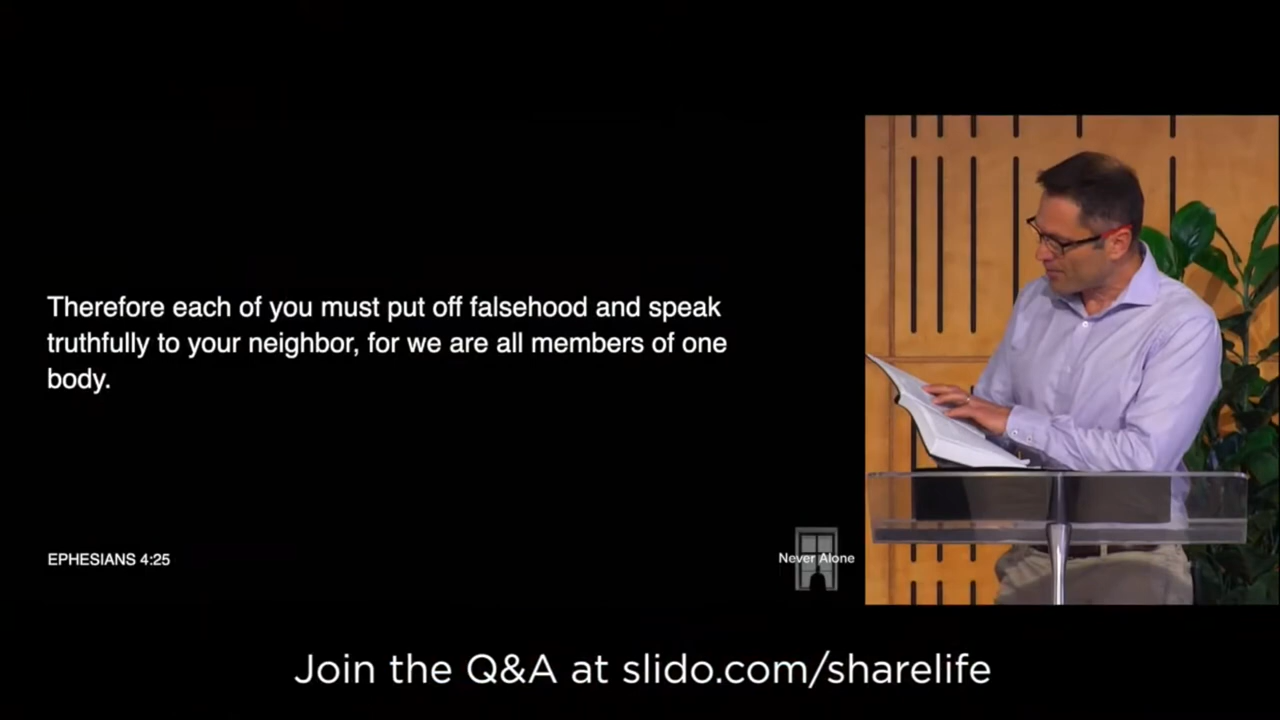 Therefore each of you must put off falsehood and speak
truthfully to your neighbor, for we are all members of one
body.
EPHESIANS 4:25
Never Alone
Join the Q&A at slido.com/sharelife